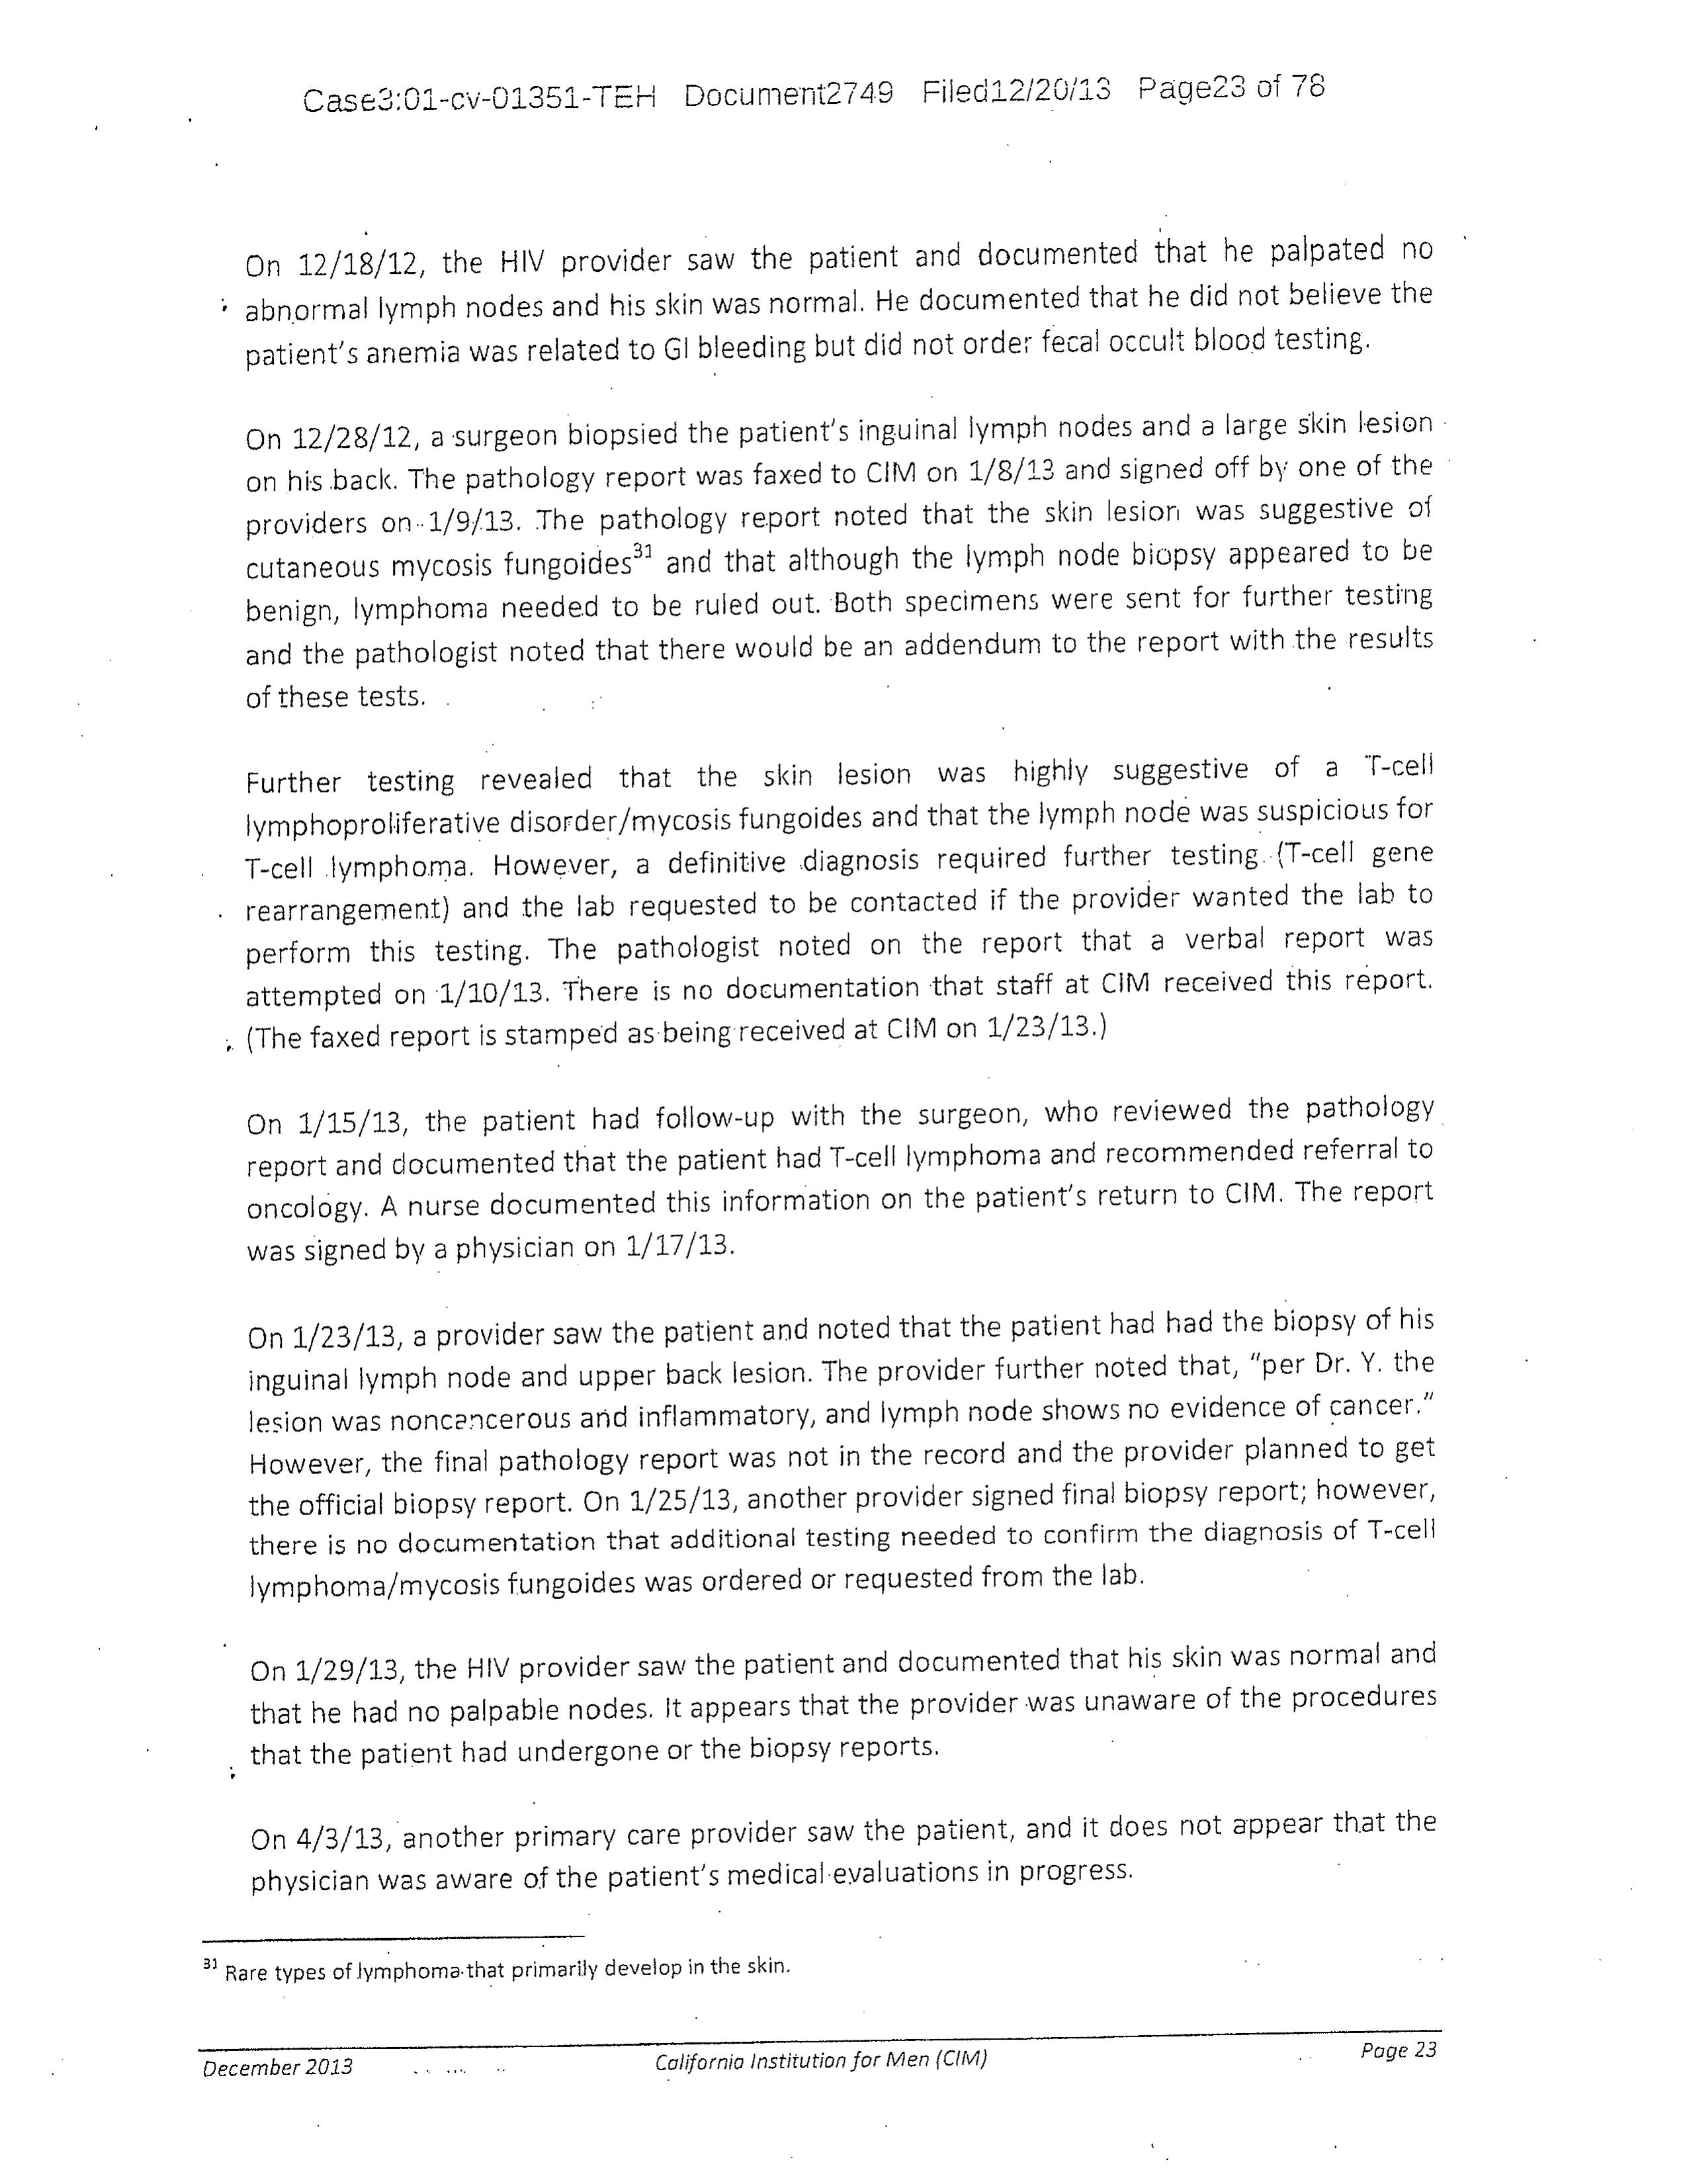 Case3:01-cv-01351-TEH Document2749 Filed12/20/13 Page23 of 78
On 12/18/12, the HIV provider saw the patient and documented that he palpated no
abnormal lymph nodes and his skin was normal. He documented that he did not believe the
patient's anemia was related to GI bleeding but did not order fecal occult blood testing.
On 12/28/12, a surgeon biopsied the patient's inguinal lymph nodes and a large skin lesion
on his back. The pathology report was faxed to CIM on 1/8/13 and signed off by one of the
providers on 1/9/13. The pathology report noted that the skin lesion was suggestive of
cutaneous mycosis fungoides31 and that although the lymph node biopsy appeared to be
benign, lymphoma needed to be ruled out. Both specimens were sent for further testing
and the pathologist noted that there would be an addendum to the report with the results
of these tests.
Further testing revealed that the skin lesion was highly suggestive of a T-cell
lymphoproliferative disorder/mycosis fungoides and that the lymph node was suspicious for
T-cell lymphoma. However, a definitive diagnosis required further testing (T-cell gene
rearrangement) and the lab requested to be contacted if the provider wanted the lab to
perform this testing. The pathologist noted on the report that a verbal report was
attempted on 1/10/13. There is no documentation that staff at CIM received this report.
(The faxed report is stamped as being received at CIM on 1/23/13.)
On 1/15/13, the patient had follow-up with the surgeon, who reviewed the pathology
report and documented that the patient had T-cell lymphoma and recommended referral to
oncology. A nurse documented this information on the patient's return to CIM. The report
was signed by a physician on 1/17/13.
On 1/23/13, a provider saw the patient and noted that the patient had had the biopsy of his
inguinal lymph node and upper back lesion. The provider further noted that, "per Dr. Y. the
lesion was noncancerous and inflammatory, and lymph node shows no evidence of cancer."
However, the final pathology report was not in the record and the provider planned to get
the official biopsy report. On 1/25/13, another provider signed final biopsy report; however,
there is no documentation that additional testing needed to confirm the diagnosis of T-cell
lymphoma/mycosis fungoides was ordered or requested from the lab.
On 1/29/13, the HIV provider saw the patient and documented that his skin was normal and
that he had no palpable nodes. It appears that the provider was unaware of the procedures
that the patient had undergone or the biopsy reports.
On 4/3/13, another primary care provider saw the patient, and it does not appear that the
physician was aware of the patient's medical evaluations in progress.
31 Rare types of lymphoma that primarily develop in the skin.
December 2013 California Institution for Men (CIM) Page 23